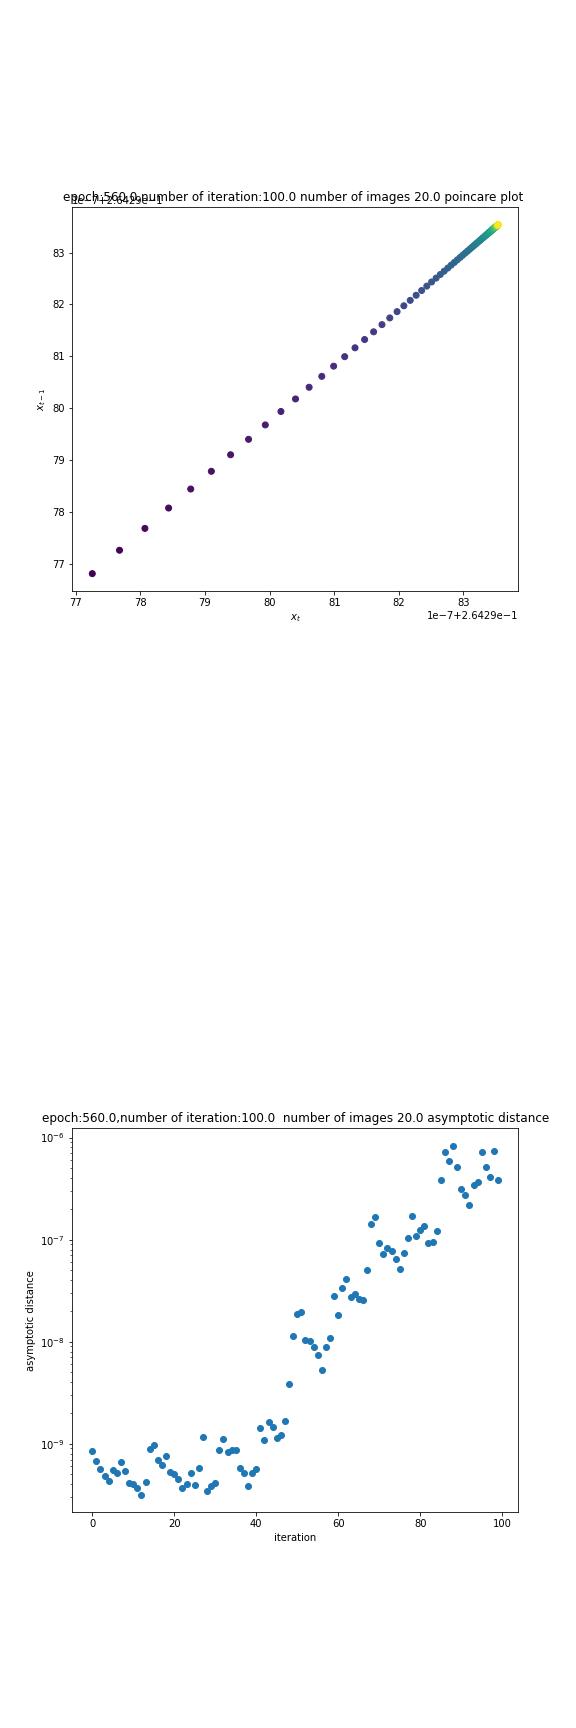 epoch:560.0,number of iteration:100.0 number of images 20.0 poincare plot
1e−7+2.6429e−1
83
82
81
80
79
78
77
x_{t−1}
77 78 79 80 81 82 83
1e−7+2.6429e−1
x_t
epoch:560.0,number of iteration:100.0  number of images 20.0 asymptotic distance
10^{−6}
10^{−7}
10^{−8}
10^{−9}
asymptotic distance
0 20 40 60 80 100
iteration